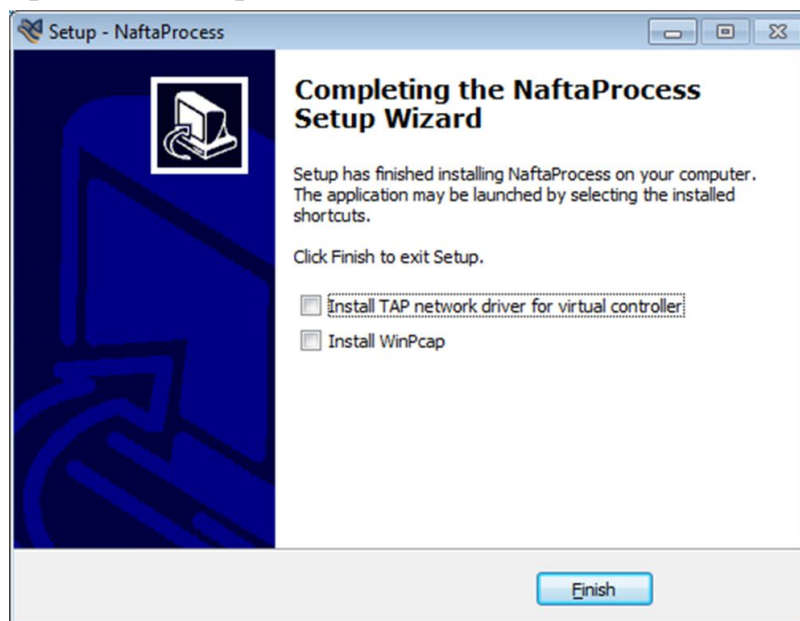 Setup - NaftaProcess
Completing the NaftaProcess
Setup Wizard
Setup has finished installing NaftaProcess on your computer.
The application may be launched by selecting the installed
shortcuts.
Click Finish to exit Setup.
Install TAP network driver for virtual controller
Install WinPcap
Finish